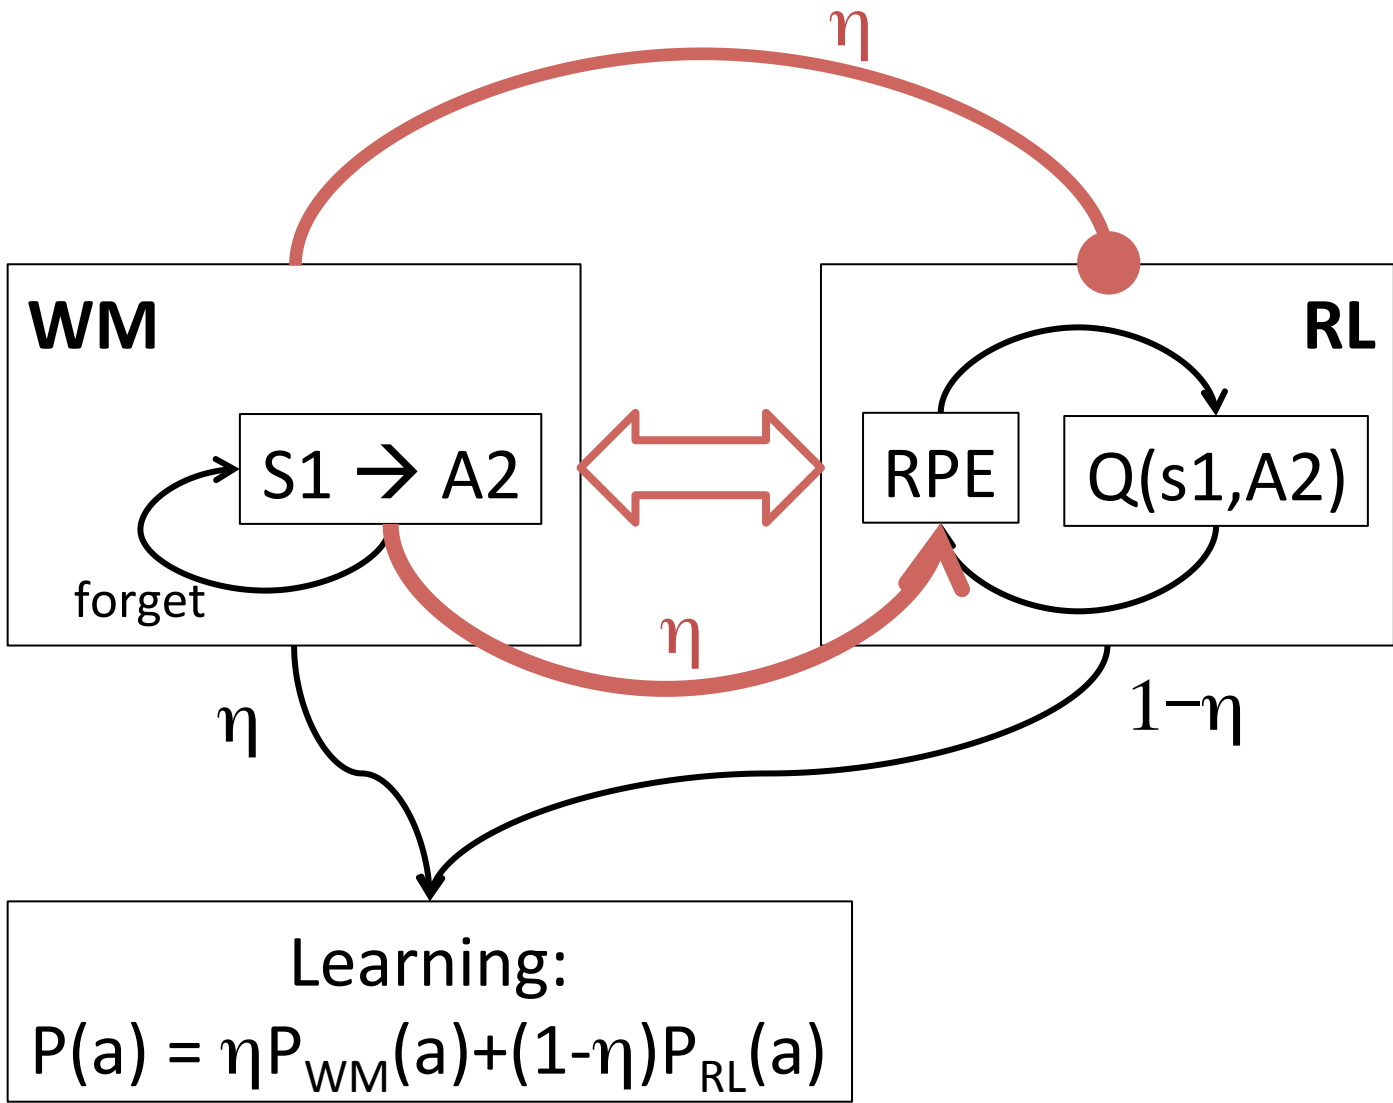 η
WM
RL
S1 → A2
RPE
Q(s1,A2)
forget
η
η
1−η
Learning:
P(a) = ηP_WM(a)+(1-η)P_RL(a)